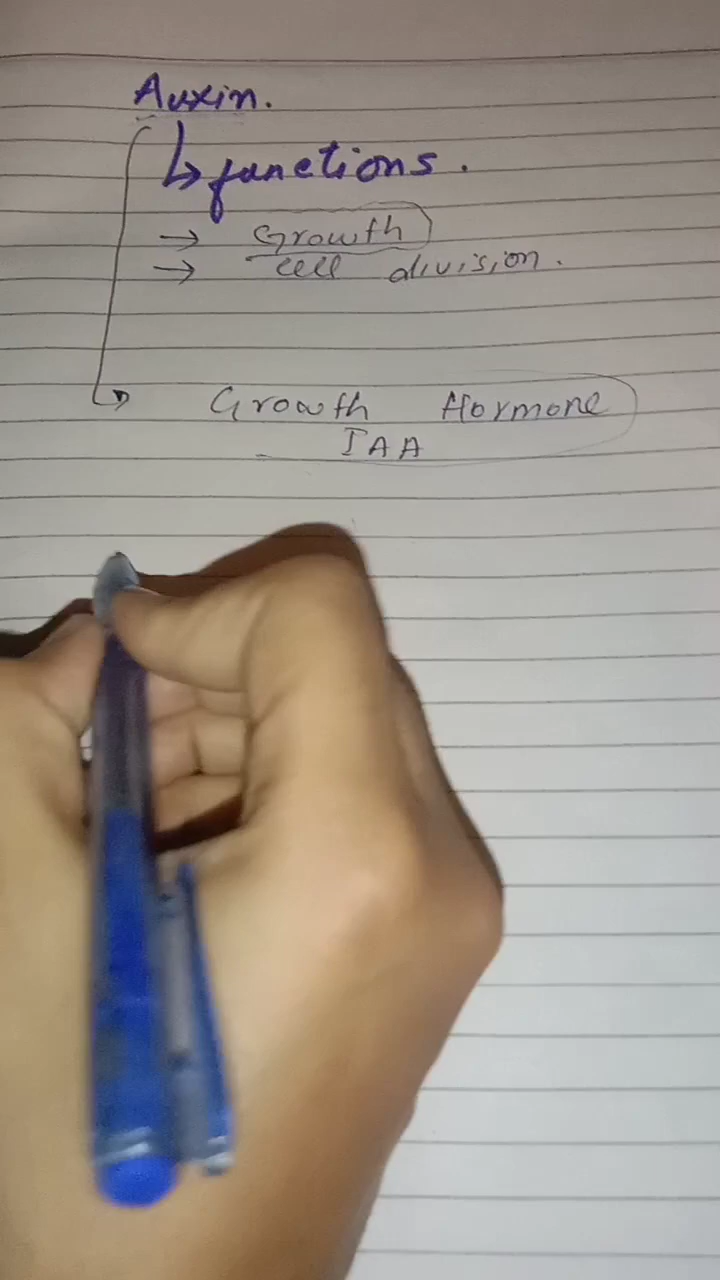 Auxin.
↳ functions.
→ Growth
→ cell division.
Growth Hormone
IAA